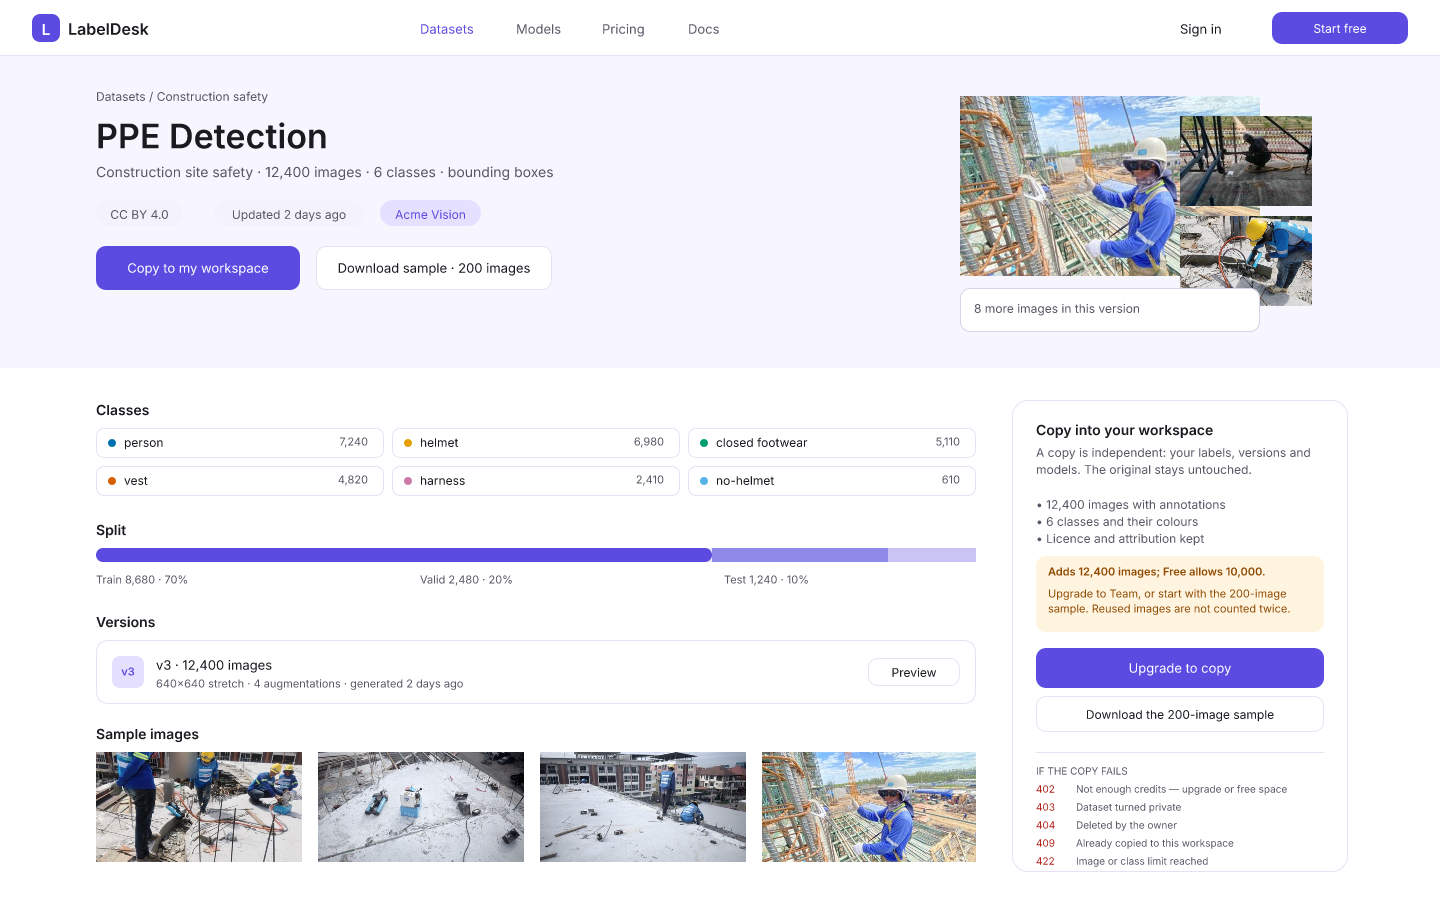 L LabelDesk
Datasets Models Pricing Docs
Sign in
Start free
Datasets / Construction safety
PPE Detection
Construction site safety · 12,400 images · 6 classes · bounding boxes
CC BY 4.0
Updated 2 days ago
Acme Vision
Copy to my workspace
Download sample · 200 images
8 more images in this version
Classes
person 7,240
helmet 6,980
closed footwear 5,110
vest 4,820
harness 2,410
no-helmet 610
Split
Train 8,680 · 70%
Valid 2,480 · 20%
Test 1,240 · 10%
Versions
v3
v3 · 12,400 images
640×640 stretch · 4 augmentations · generated 2 days ago
Preview
Sample images
Copy into your workspace
A copy is independent: your labels, versions and
models. The original stays untouched.
• 12,400 images with annotations
• 6 classes and their colours
• Licence and attribution kept
Adds 12,400 images; Free allows 10,000.
Upgrade to Team, or start with the 200-image
sample. Reused images are not counted twice.
Upgrade to copy
Download the 200-image sample
IF THE COPY FAILS
402 Not enough credits — upgrade or free space
403 Dataset turned private
404 Deleted by the owner
409 Already copied to this workspace
422 Image or class limit reached